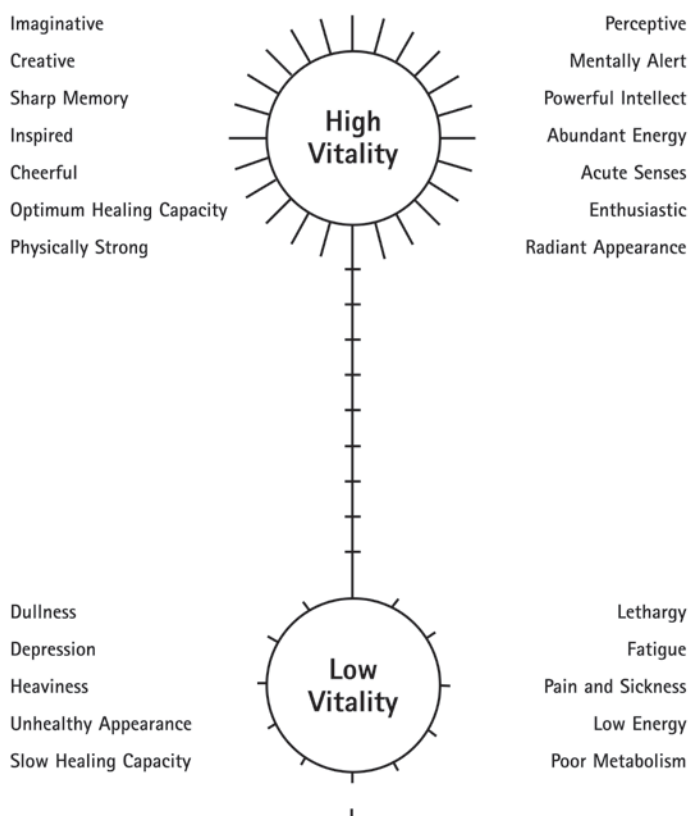 Imaginative
Creative
Sharp Memory
Inspired
Cheerful
Optimum Healing Capacity
Physically Strong
High
Vitality
Perceptive
Mentally Alert
Powerful Intellect
Abundant Energy
Acute Senses
Enthusiastic
Radiant Appearance
Dullness
Depression
Heaviness
Unhealthy Appearance
Slow Healing Capacity
Low
Vitality
Lethargy
Fatigue
Pain and Sickness
Low Energy
Poor Metabolism